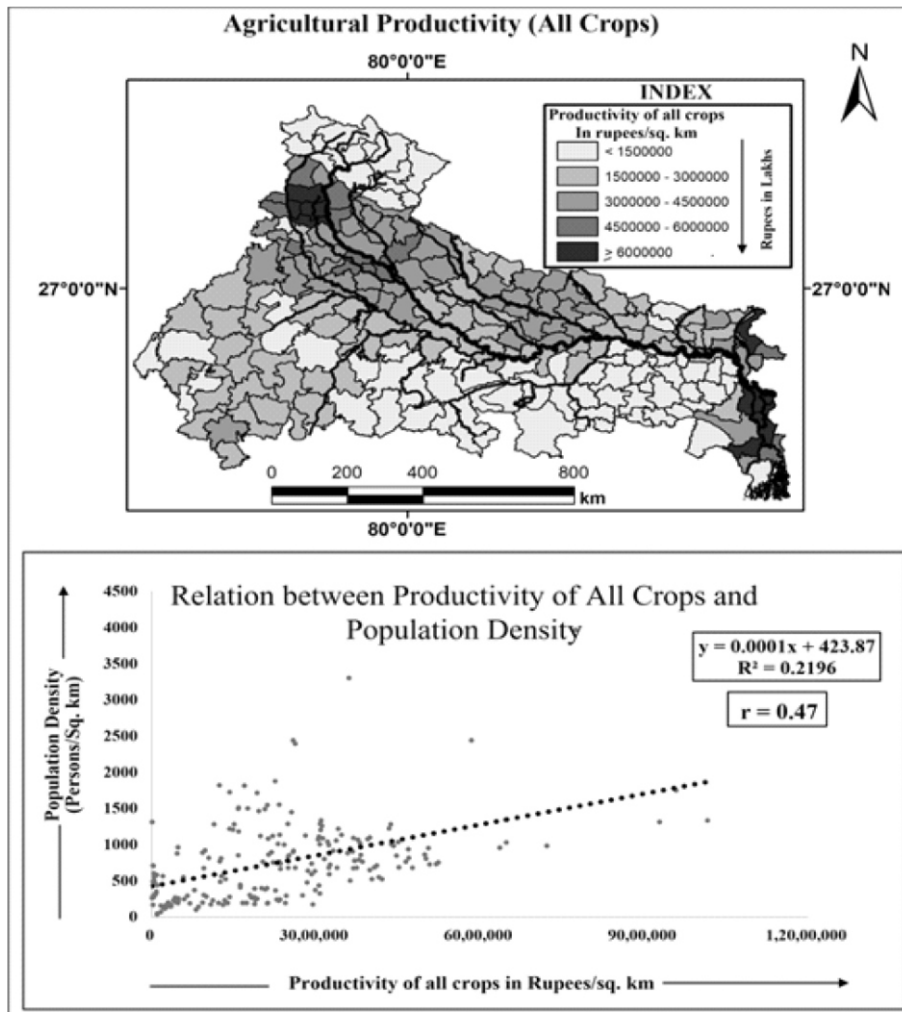 Agricultural Productivity (All Crops)
80°0'0"E
N
INDEX
Productivity of all crops
In rupees/sq. km
< 1500000
1500000 - 3000000
3000000 - 4500000
4500000 - 6000000
≥ 6000000
Rupees in Lakhs
27°0'0"N
27°0'0"N
0 200 400 800
km
80°0'0"E
Relation between Productivity of All Crops and
Population Density
y = 0.0001x + 423.87
R² = 0.2196
r = 0.47
Population Density
(Persons/Sq. km)
4500
4000
3500
3000
2500
2000
1500
1000
500
0
0 30,00,000 60,00,000 90,00,000 1,20,00,000
Productivity of all crops in Rupees/sq. km